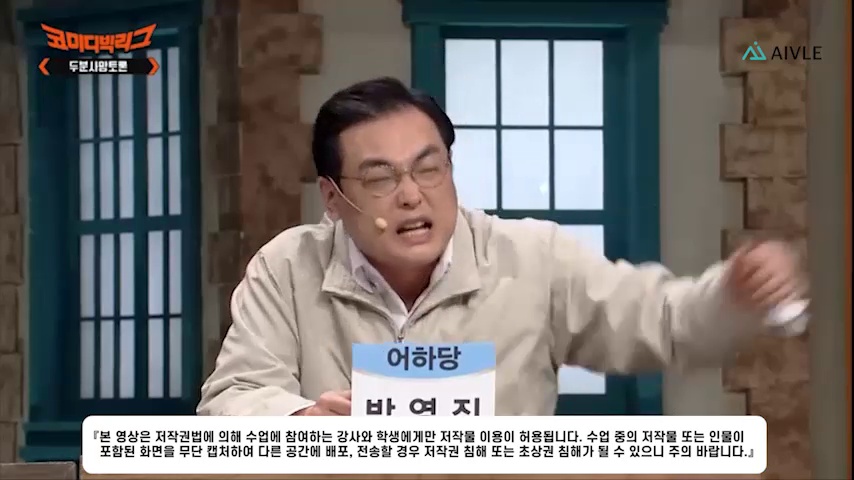 코미디빅리그
두분사망토론
AIVLE
어하당
박영진
『본 영상은 저작권법에 의해 수업에 참여하는 강사와 학생에게만 저작물 이용이 허용됩니다. 수업 중의 저작물 또는 인물이
포함된 화면을 무단 캡처하여 다른 공간에 배포, 전송할 경우 저작권 침해 또는 초상권 침해가 될 수 있으니 주의 바랍니다.』